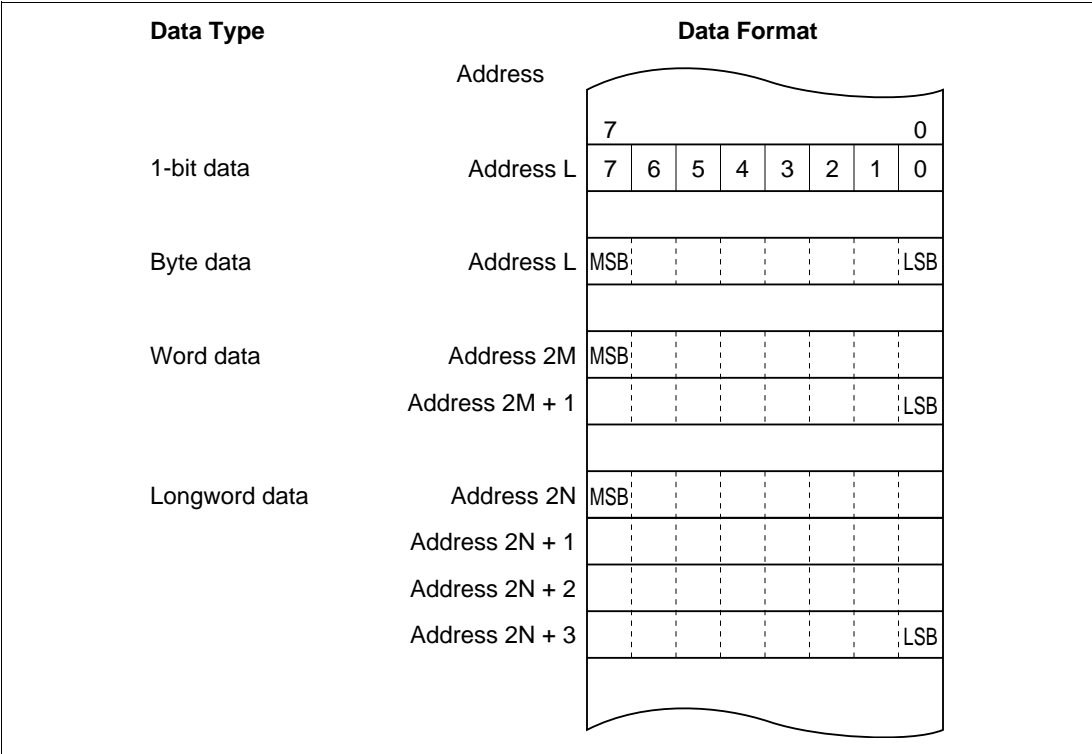 Data Type Data Format
Address
7 0
1-bit data Address L 7 6 5 4 3 2 1 0
Byte data Address L MSB LSB
Word data Address 2M MSB
Address 2M + 1 LSB
Longword data Address 2N MSB
Address 2N + 1
Address 2N + 2
Address 2N + 3 LSB